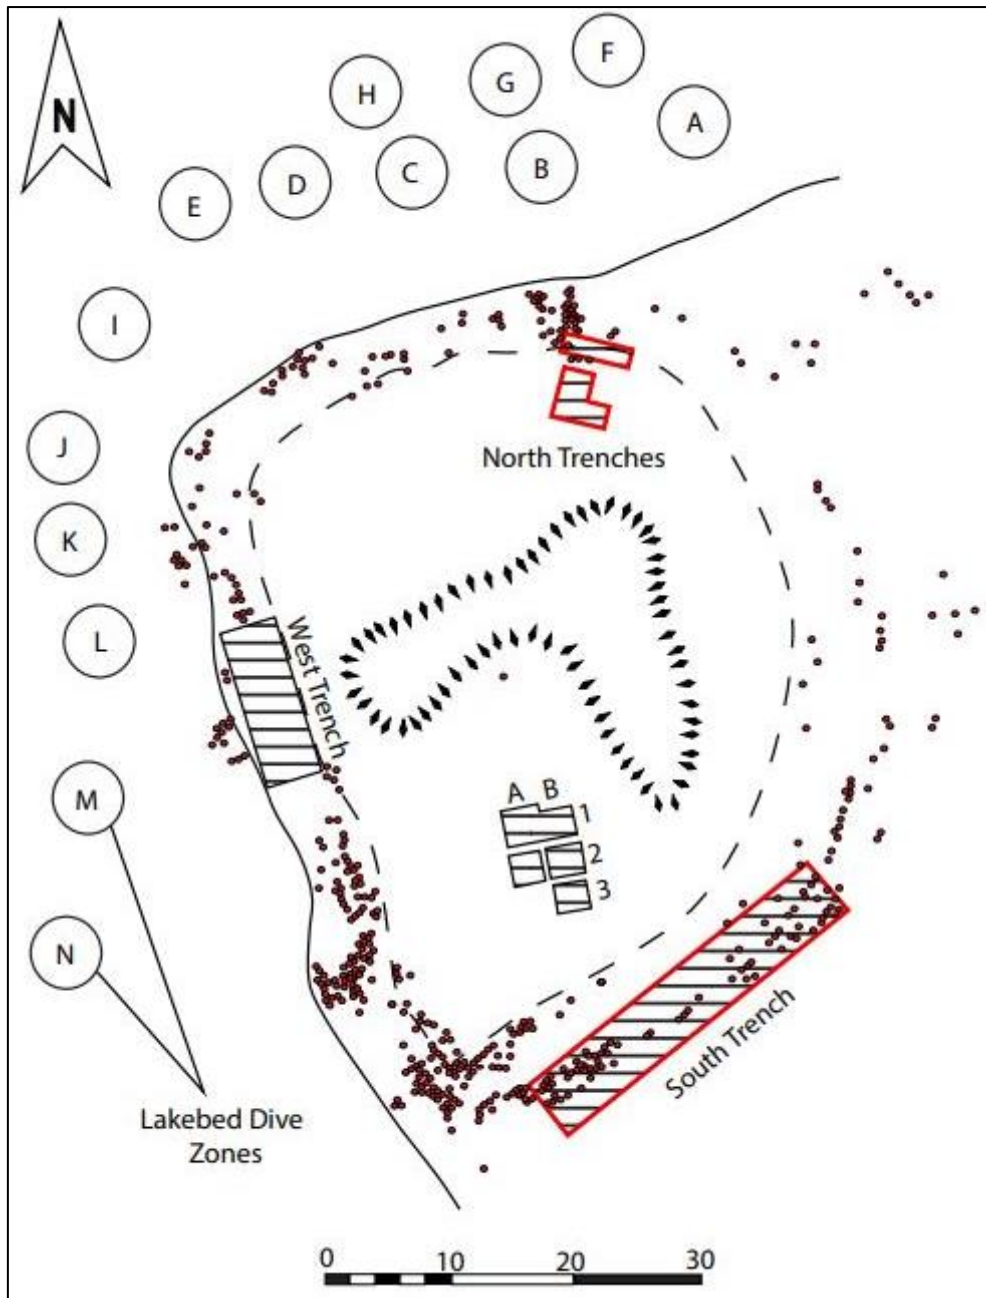 N
F
G
H
A
B
C
D
E
I
J
North Trenches
K
L
West Trench
M
A B
1
2
3
N
South Trench
Lakebed Dive
Zones
0 10 20 30